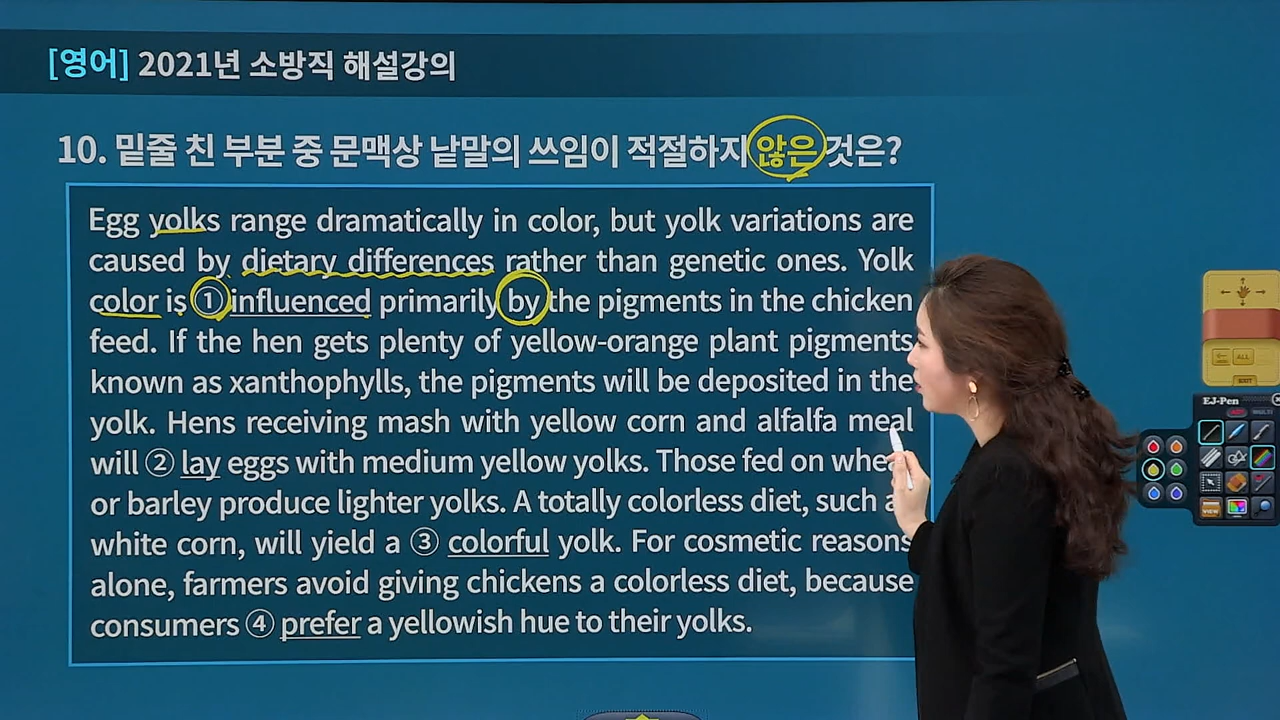 [영어] 2021년 소방직 해설강의
10. 밑줄 친 부분 중 문맥상 낱말의 쓰임이 적절하지 않은 것은?
Egg yolks range dramatically in color, but yolk variations are
caused by dietary differences rather than genetic ones. Yolk
color is ① influenced primarily by the pigments in the chicken
feed. If the hen gets plenty of yellow-orange plant pigments
known as xanthophylls, the pigments will be deposited in the
yolk. Hens receiving mash with yellow corn and alfalfa meal
will ② lay eggs with medium yellow yolks. Those fed on
or barley produce lighter yolks. A totally colorless diet, such
white corn, will yield a ③ colorful yolk. For cosmetic reasons
alone, farmers avoid giving chickens a colorless diet, because
consumers ④ prefer a yellowish hue to their yolks.
ALL
EXIT
EJ-Pen
VIEW